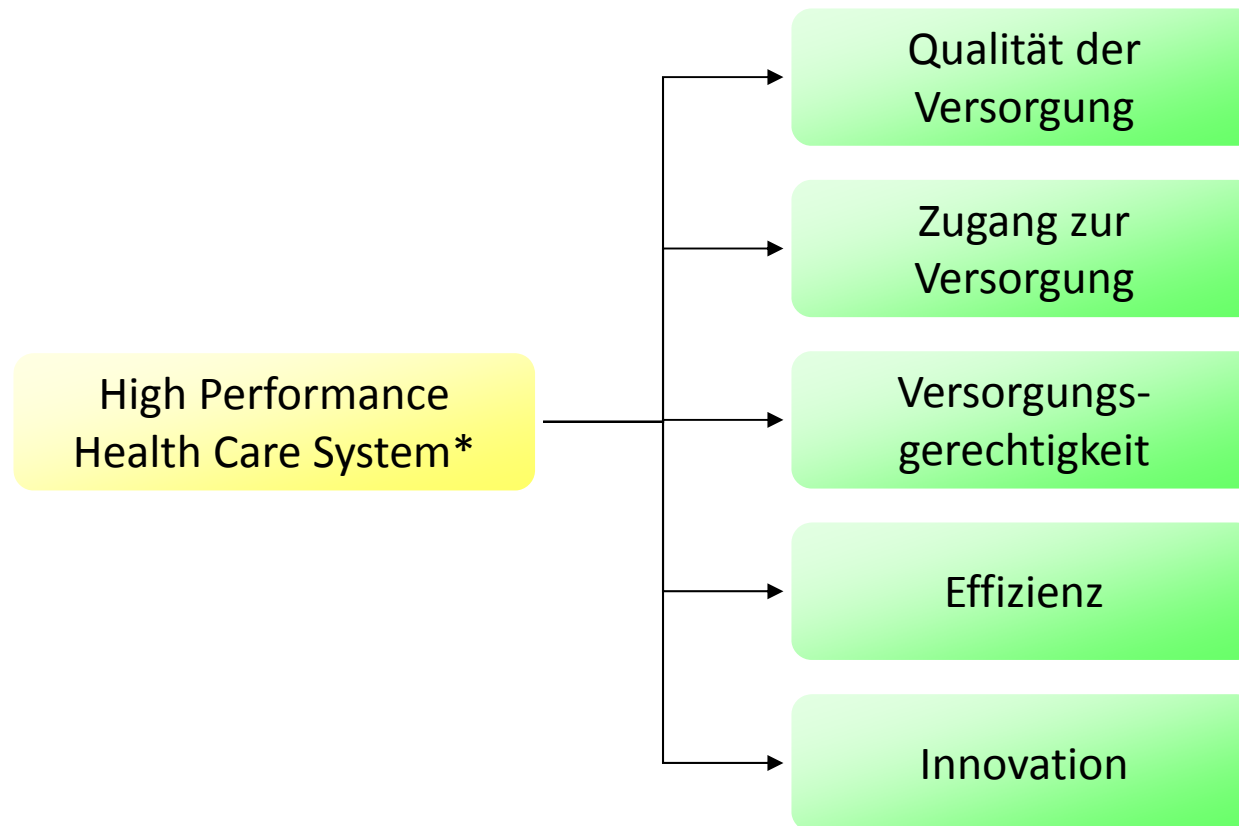 Qualität der
Versorgung
Zugang zur
Versorgung
High Performance
Health Care System*
Versorgungs-
gerechtigkeit
Effizienz
Innovation